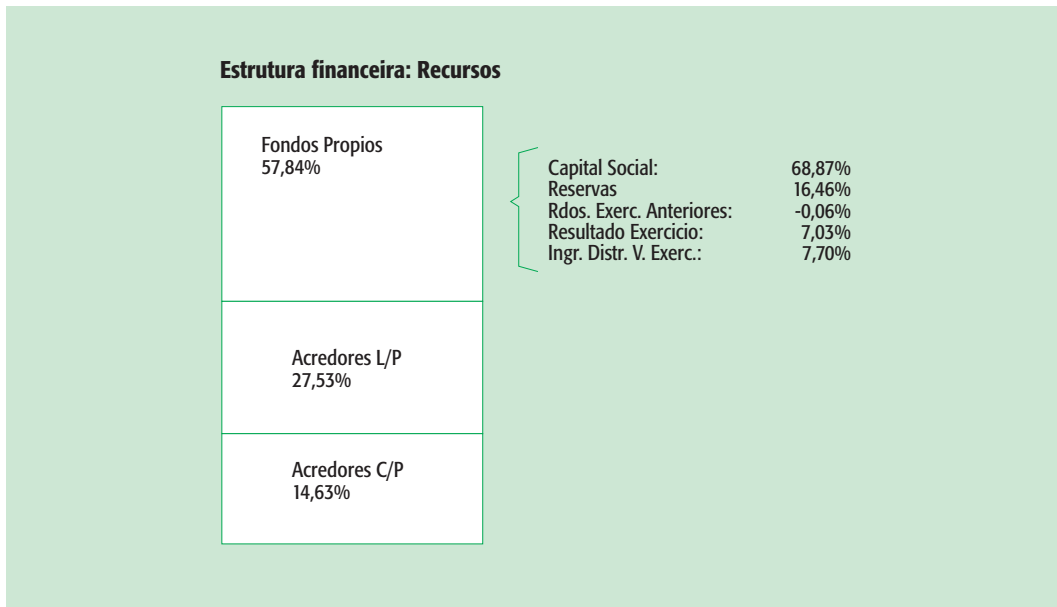 Estrutura financeira: Recursos
Fondos Propios
57,84%
Capital Social: 68,87%
Reservas 16,46%
Rdos. Exerc. Anteriores: -0,06%
Resultado Exercicio: 7,03%
Ingr. Distr. V. Exerc.: 7,70%
Acredores L/P
27,53%
Acredores C/P
14,63%